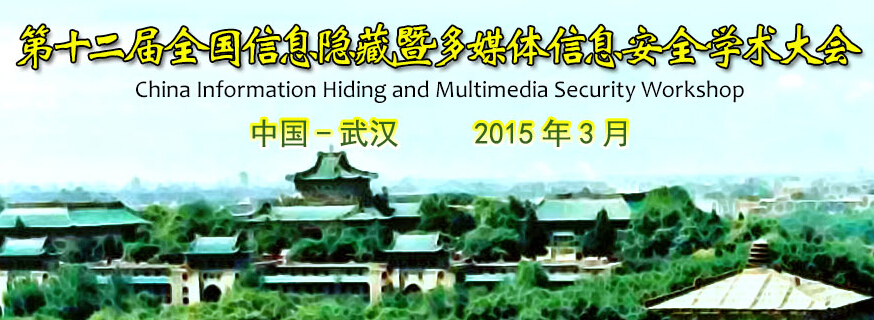 第十二届全国信息隐藏暨多媒体信息安全学术大会
China Information Hiding and Multimedia Security Workshop
中国－武汉 2015 年 3 月